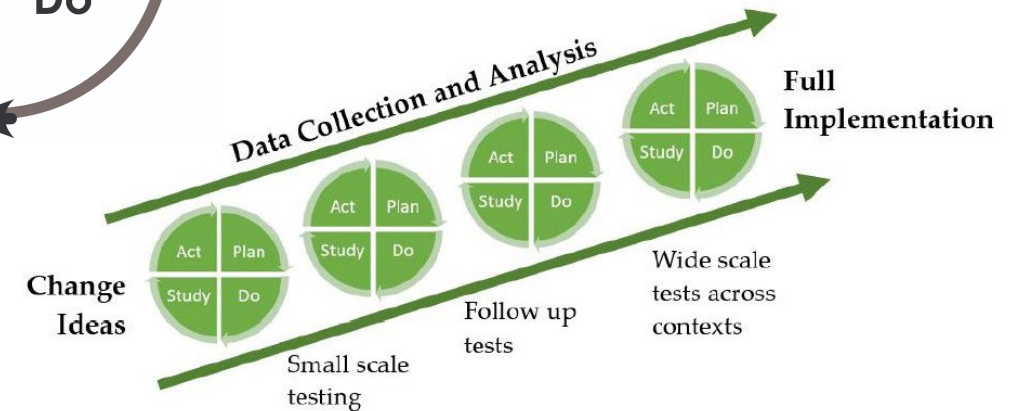 DO
Data Collection and Analysis
Full
Implementation
Act Plan
Study Do
Act Plan
Study Do
Act Plan
Study Do
Act Plan
Study Do
Change
Ideas
Small scale
testing
Follow up
tests
Wide scale
tests across
contexts